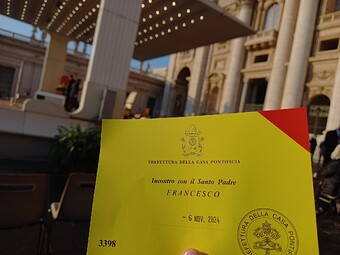 PREFETTURA DELLA CASA PONTIFICIA
Incontro con il Santo Padre
FRANCESCO
- 6 NOV. 2024
3398
PREFETTURA DELLA CASA PONTIFICIA